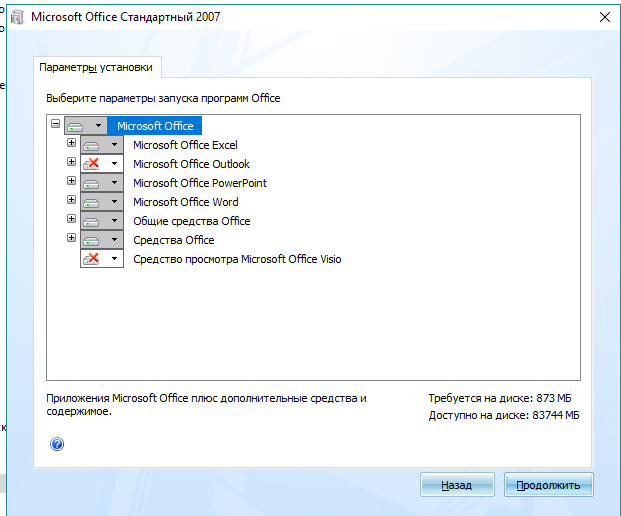 Microsoft Office Стандартный 2007
Параметры установки
Выберите параметры запуска программ Office
Microsoft Office
Microsoft Office Excel
Microsoft Office Outlook
Microsoft Office PowerPoint
Microsoft Office Word
Общие средства Office
Средства Office
Средство просмотра Microsoft Office Visio
Приложения Microsoft Office плюс дополнительные средства и
содержимое.
Требуется на диске: 873 МБ
Доступно на диске: 83744 МБ
Назад
Продолжить